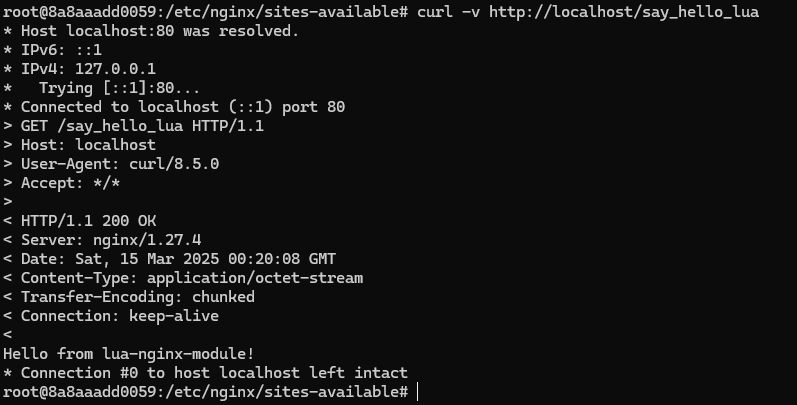 root@8a8aaadd0059:/etc/nginx/sites-available# curl -v http://localhost/say_hello_lua
* Host localhost:80 was resolved.
* IPv6: ::1
* IPv4: 127.0.0.1
*   Trying [::1]:80...
* Connected to localhost (::1) port 80
> GET /say_hello_lua HTTP/1.1
> Host: localhost
> User-Agent: curl/8.5.0
> Accept: */*
>
< HTTP/1.1 200 OK
< Server: nginx/1.27.4
< Date: Sat, 15 Mar 2025 00:20:08 GMT
< Content-Type: application/octet-stream
< Transfer-Encoding: chunked
< Connection: keep-alive
<
Hello from lua-nginx-module!
* Connection #0 to host localhost left intact
root@8a8aaadd0059:/etc/nginx/sites-available#